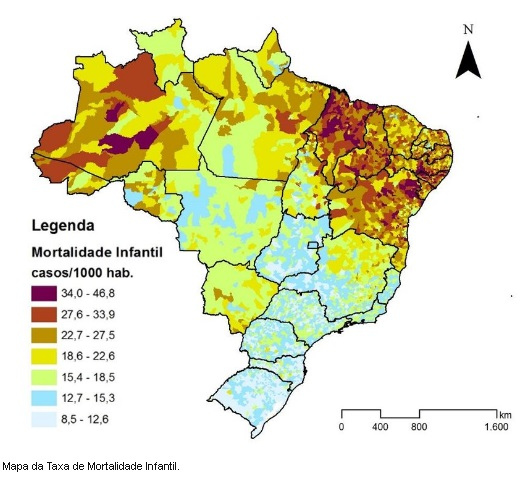 N
Legenda
Mortalidade Infantil
casos/1000 hab.
34,0 - 46,8
27,6 - 33,9
22,7 - 27,5
18,6 - 22,6
15,4 - 18,5
12,7 - 15,3
8,5 - 12,6
km
0 400 800 1.600
Mapa da Taxa de Mortalidade Infantil.